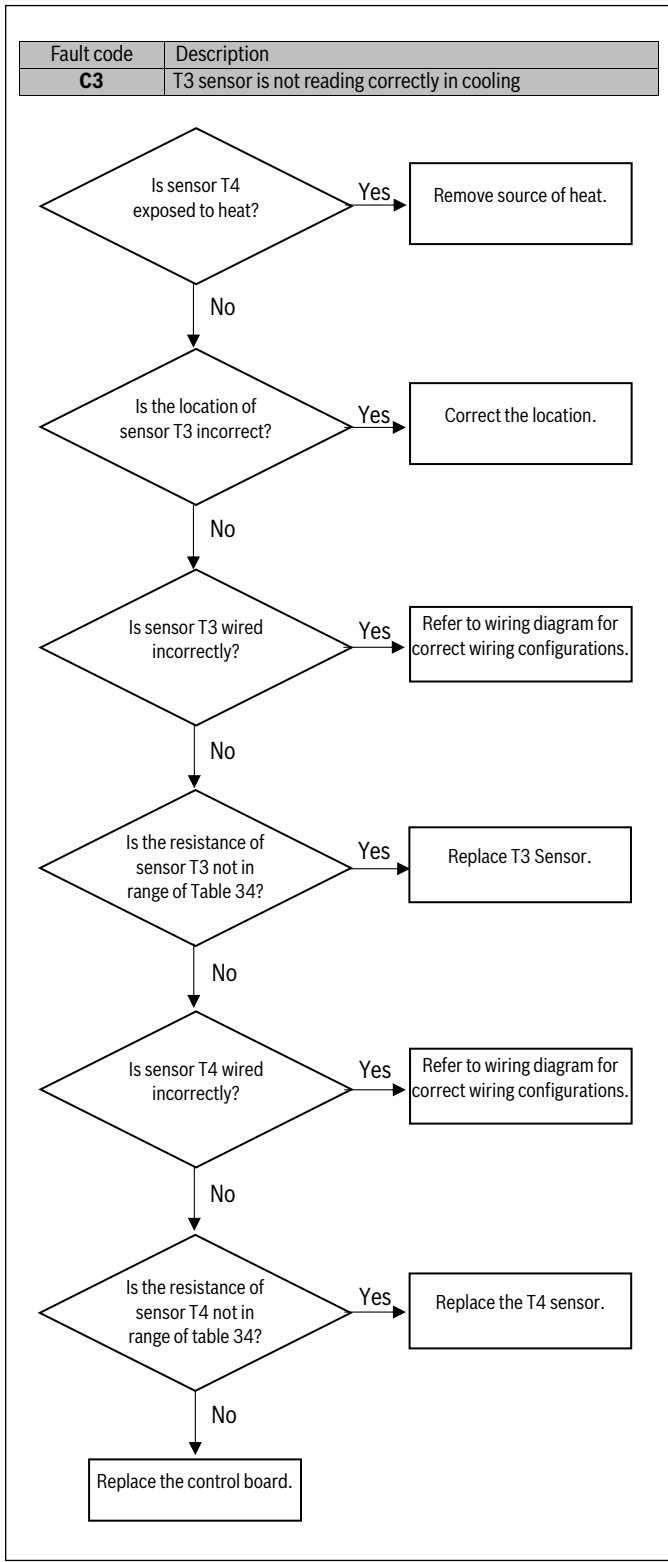 Fault code Description
C3 T3 sensor is not reading correctly in cooling
Is sensor T4
exposed to heat?
Yes
Remove source of heat.
No
Is the location of
sensor T3 incorrect?
Yes
Correct the location.
No
Is sensor T3 wired
incorrectly?
Yes
Refer to wiring diagram for
correct wiring configurations.
No
Is the resistance of
sensor T3 not in
range of Table 34?
Yes
Replace T3 Sensor.
No
Is sensor T4 wired
incorrectly?
Yes
Refer to wiring diagram for
correct wiring configurations.
No
Is the resistance of
sensor T4 not in
range of table 34?
Yes
Replace the T4 sensor.
No
Replace the control board.